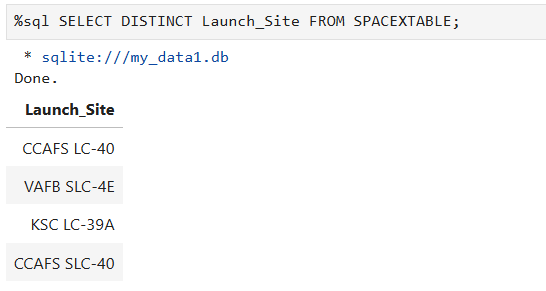 %sql SELECT DISTINCT Launch_Site FROM SPACEXTABLE;
* sqlite:///my_data1.db
Done.
Launch_Site
CCAFS LC-40
VAFB SLC-4E
KSC LC-39A
CCAFS SLC-40